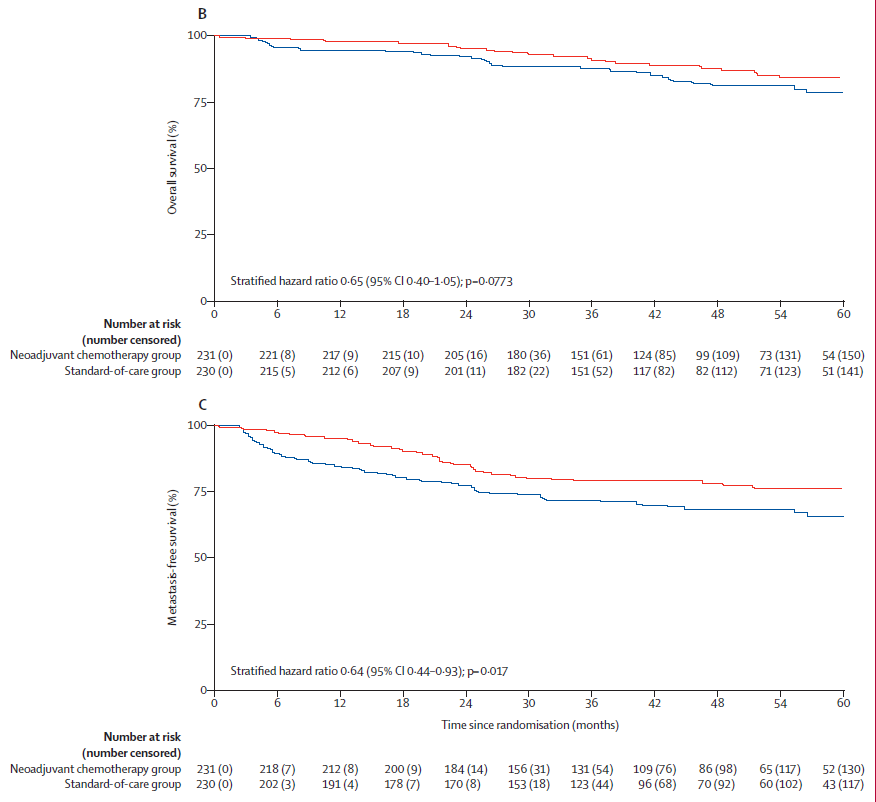 B
100
75
50
25
0
Overall survival (%)
Stratified hazard ratio 0·65 (95% CI 0·40–1·05); p=0·0773
0 6 12 18 24 30 36 42 48 54 60
Number at risk
(number censored)
Neoadjuvant chemotherapy group 231 (0) 221 (8) 217 (9) 215 (10) 205 (16) 180 (36) 151 (61) 124 (85) 99 (109) 73 (131) 54 (150)
Standard-of-care group 230 (0) 215 (5) 212 (6) 207 (9) 201 (11) 182 (22) 151 (52) 117 (82) 82 (112) 71 (123) 51 (141)
C
100
75
50
25
0
Metastasis-free survival (%)
Stratified hazard ratio 0·64 (95% CI 0·44–0·93); p=0·017
0 6 12 18 24 30 36 42 48 54 60
Time since randomisation (months)
Number at risk
(number censored)
Neoadjuvant chemotherapy group 231 (0) 218 (7) 212 (8) 200 (9) 184 (14) 156 (31) 131 (54) 109 (76) 86 (98) 65 (117) 52 (130)
Standard-of-care group 230 (0) 202 (3) 191 (4) 178 (7) 170 (8) 153 (18) 123 (44) 96 (68) 70 (92) 60 (102) 43 (117)